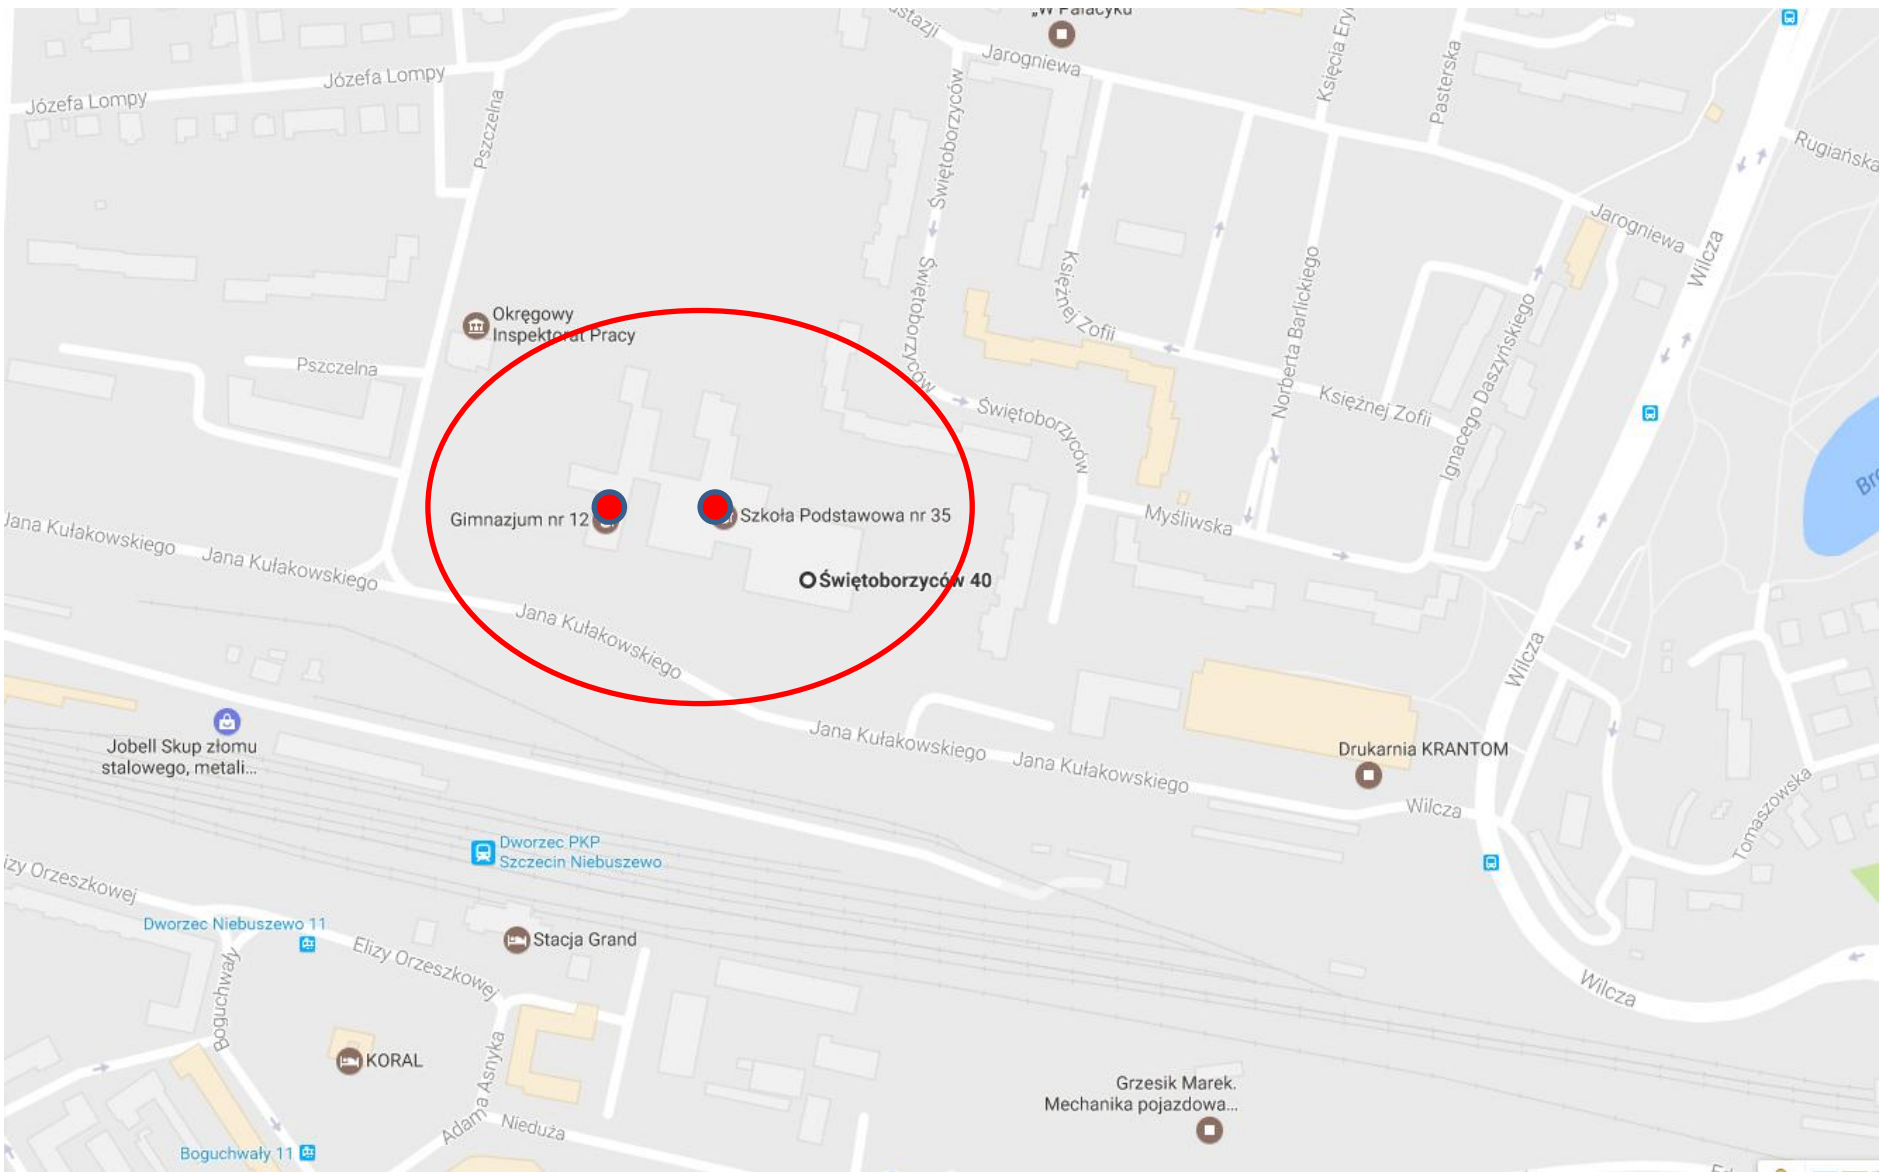 „W Pałacyku
Jarogniewa
Księcia Ery
Pasterska
Józefa Lompy
Józefa Lompy
Pszczelna
Świętoborzyców
Rugiańska
Jarogniewa
Wilcza
Księżnej Zofii
Norberta Barlickiego
Świętoborzyców
Okręgowy
Inspektorat Pracy
Pszczelna
Ignacego Daszyńskiego
Księżnej Zofii
Świętoborzyców
Gimnazjum nr 12
Szkoła Podstawowa nr 35
Myśliwska
Jana Kułakowskiego
Jana Kułakowskiego
Świętoborzyców 40
Jana Kułakowskiego
Wilcza
Jobell Skup złomu
stalowego, metali...
Jana Kułakowskiego
Jana Kułakowskiego
Drukarnia KRANTOM
Wilcza
Tomaszowska
Dworzec PKP
Szczecin Niebuszewo
izy Orzeszkowej
Dworzec Niebuszewo 11
Elizy Orzeszkowej
Stacja Grand
Boguchwały
Wilcza
KORAL
Adama Asnyka
Nieduża
Grzesik Marek.
Mechanika pojazdowa...
Boguchwały 11